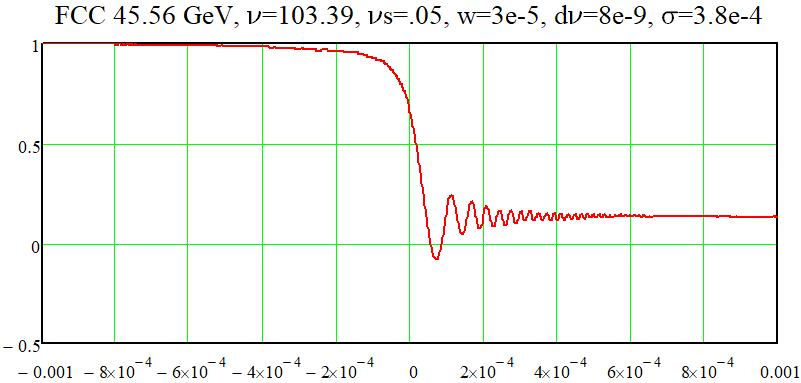 FCC 45.56 GeV, ν=103.39, νs=.05, w=3e-5, dν=8e-9, σ=3.8e-4
1
0.5
0
− 0.5
− 0.001 − 8×10⁻⁴ − 6×10⁻⁴ − 4×10⁻⁴ − 2×10⁻⁴ 0 2×10⁻⁴ 4×10⁻⁴ 6×10⁻⁴ 8×10⁻⁴ 0.001